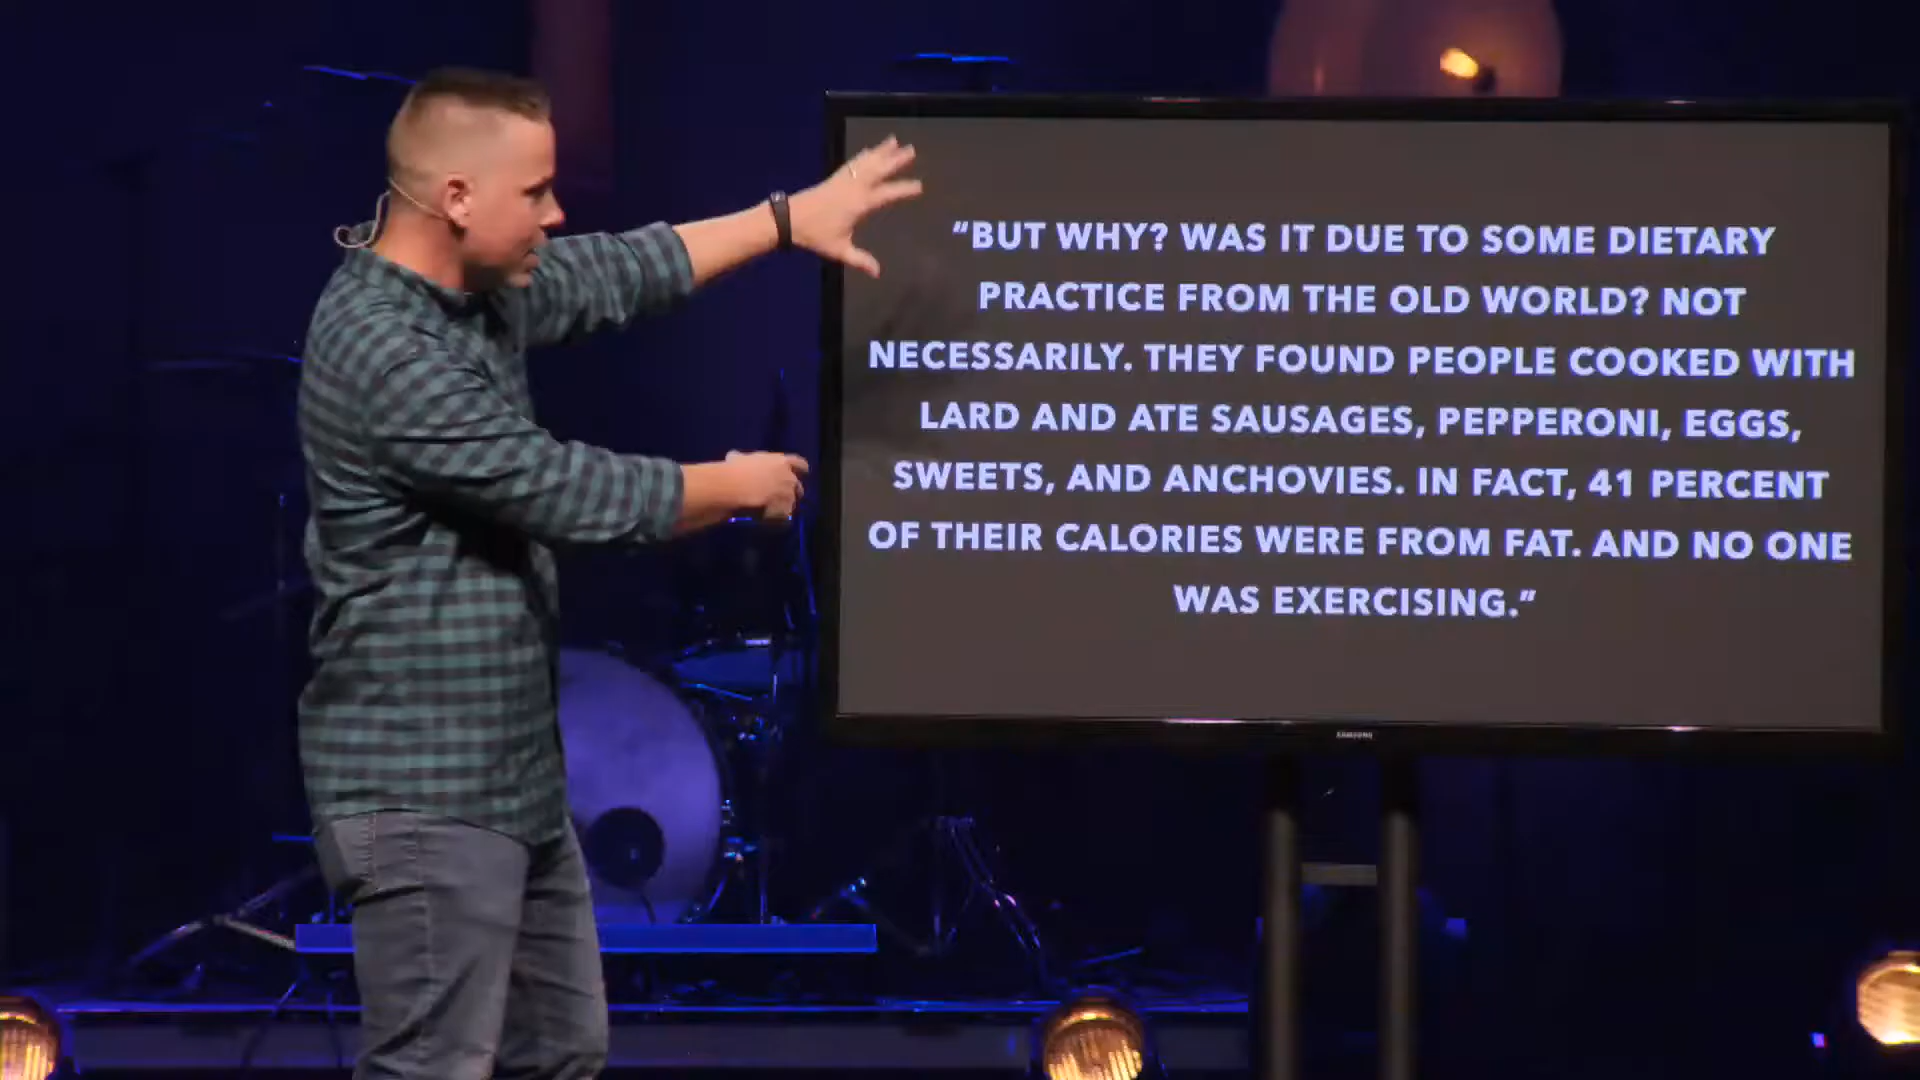 “BUT WHY? WAS IT DUE TO SOME DIETARY
PRACTICE FROM THE OLD WORLD? NOT
NECESSARILY. THEY FOUND PEOPLE COOKED WITH
LARD AND ATE SAUSAGES, PEPPERONI, EGGS,
SWEETS, AND ANCHOVIES. IN FACT, 41 PERCENT
OF THEIR CALORIES WERE FROM FAT. AND NO ONE
WAS EXERCISING.”
SAMSUNG